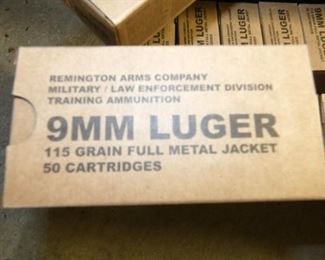 REMINGTON ARMS COMPANY
MILITARY / LAW ENFORCEMENT DIVISION
TRAINING AMMUNITION
9MM LUGER
115 GRAIN FULL METAL JACKET
50 CARTRIDGES